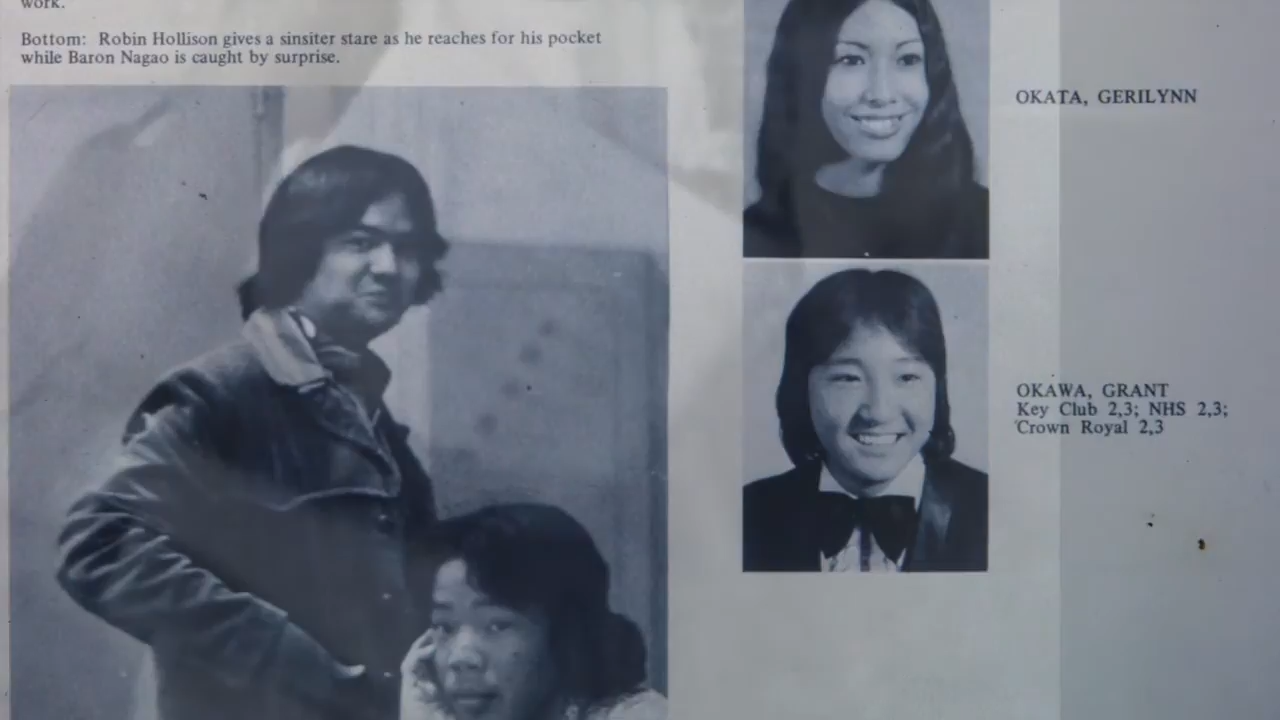 work.
Bottom: Robin Hollison gives a sinsiter stare as he reaches for his pocket
while Baron Nagao is caught by surprise.
OKATA, GERILYNN
OKAWA, GRANT
Key Club 2,3; NHS 2,3;
Crown Royal 2,3